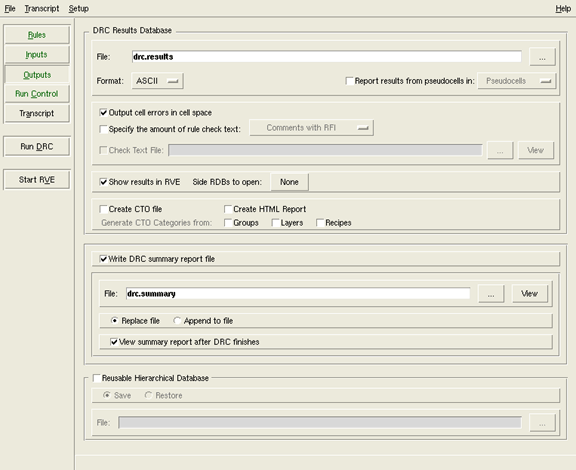 File Transcript Setup Help
Rules
Inputs
Outputs
Run Control
Transcript
Run DRC
Start RVE
DRC Results Database
File: drc.results ...
Format: ASCII Report results from pseudocells in: Pseudocells
Output cell errors in cell space
Specify the amount of rule check text: Comments with RFI
Check Text File: ... View
Show results in RVE Side RDBs to open: None
Create CTO file Create HTML Report
Generate CTO Categories from: Groups Layers Recipes
Write DRC summary report file
File: drc.summary ... View
Replace file Append to file
View summary report after DRC finishes
Reusable Hierarchical Database
Save Restore
File: ...